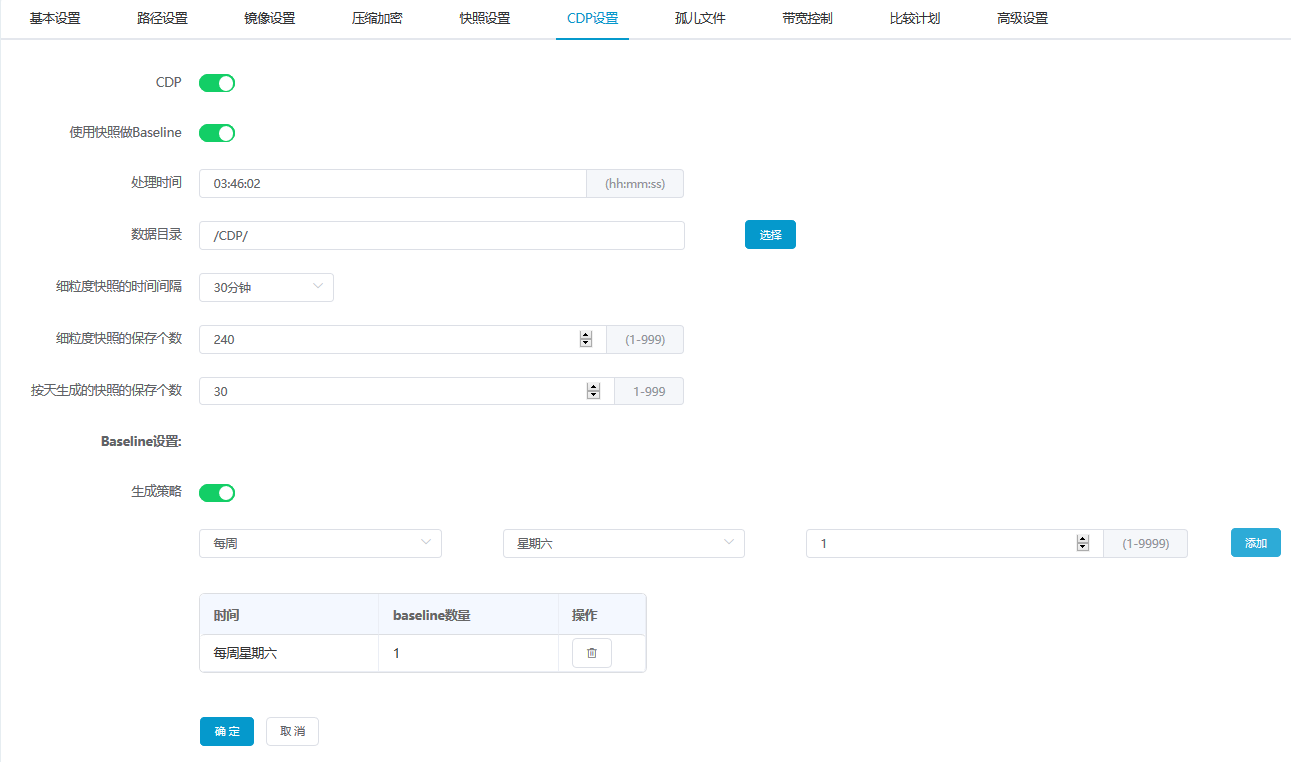 基本设置 路径设置 镜像设置 压缩加密 快照设置 CDP设置 孤儿文件 带宽控制 比较计划 高级设置
CDP
使用快照做Baseline
处理时间 03:46:02 (hh:mm:ss)
数据目录 /CDP/ 选择
细粒度快照的时间间隔 30分钟
细粒度快照的保存个数 240 (1-999)
按天生成的快照的保存个数 30 1-999
Baseline设置:
生成策略
每周 星期六 1 (1-9999) 添加
时间 baseline数量 操作
每周星期六 1
确定 取消